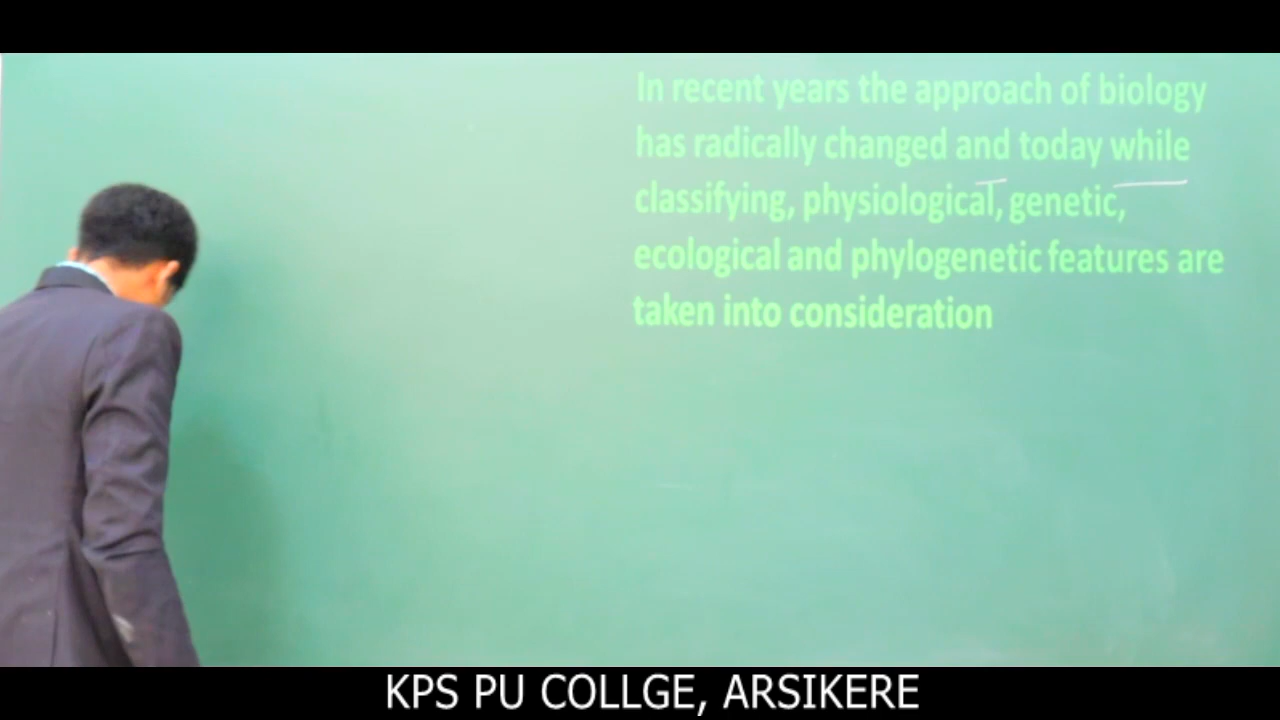 In recent years the approach of biology
has radically changed and today while
classifying, physiological, genetic,
ecological and phylogenetic features are
taken into consideration
KPS PU COLLGE, ARSIKERE